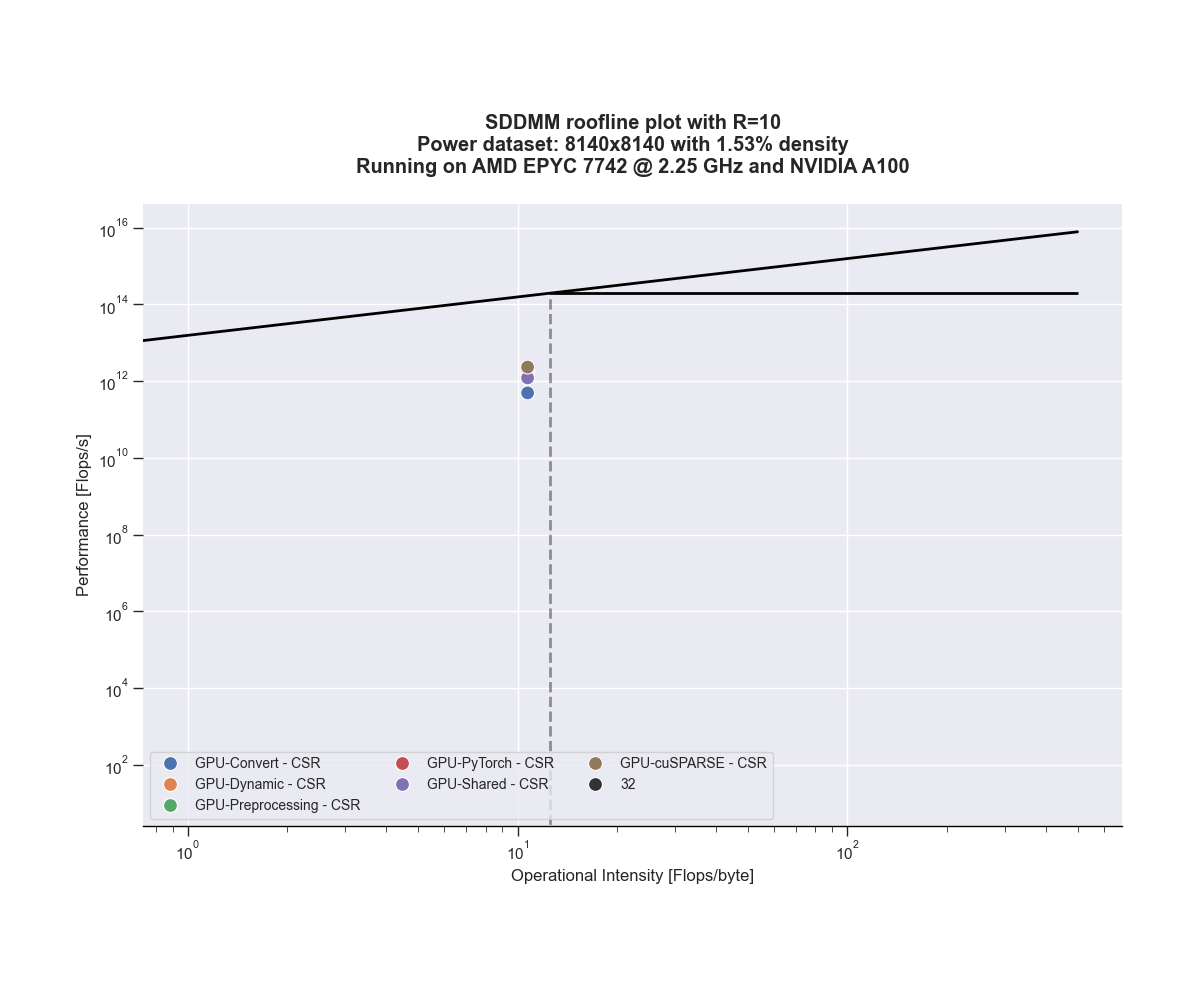 SDDMM roofline plot with R=10
Power dataset: 8140x8140 with 1.53% density
Running on AMD EPYC 7742 @ 2.25 GHz and NVIDIA A100
10^16
10^14
10^12
10^10
10^8
10^6
10^4
10^2
Performance [Flops/s]
GPU-Convert - CSR
GPU-Dynamic - CSR
GPU-Preprocessing - CSR
GPU-PyTorch - CSR
GPU-Shared - CSR
GPU-cuSPARSE - CSR
32
10^0 10^1 10^2
Operational Intensity [Flops/byte]